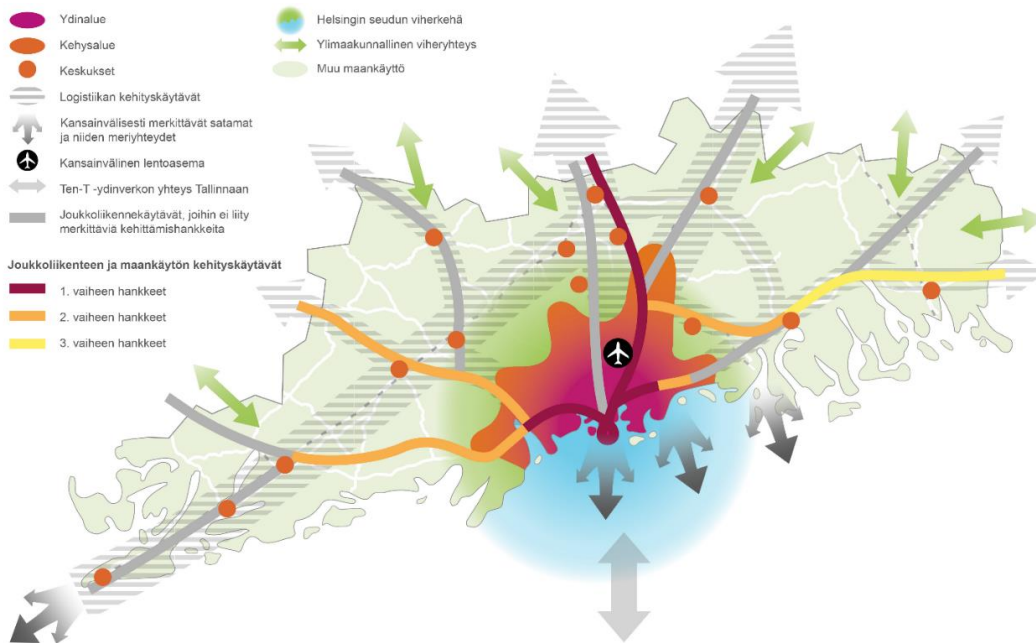 Ydinalue
Kehysalue
Keskukset
Logistiikan kehityskäytävät
Kansainvälisesti merkittävät satamat
ja niiden meriyhteydet
Kansainvälinen lentoasema
Ten-T -ydinverkon yhteys Tallinnaan
Joukkoliikennekäytävät, joihin ei liity
merkittäviä kehittämishankkeita
Joukkoliikenteen ja maankäytön kehityskäytävät
1. vaiheen hankkeet
2. vaiheen hankkeet
3. vaiheen hankkeet
Helsingin seudun viherkehä
Ylimaakunnallinen viheryhteys
Muu maankäyttö